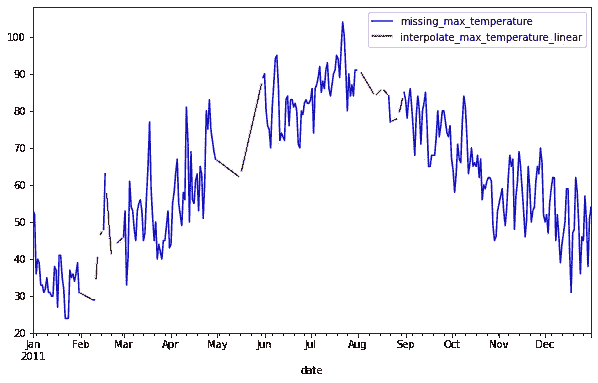 missing_max_temperature
interpolate_max_temperature_linear
100
90
80
70
60
50
40
30
20
Jan Feb Mar Apr May Jun Jul Aug Sep Oct Nov Dec
2011
date